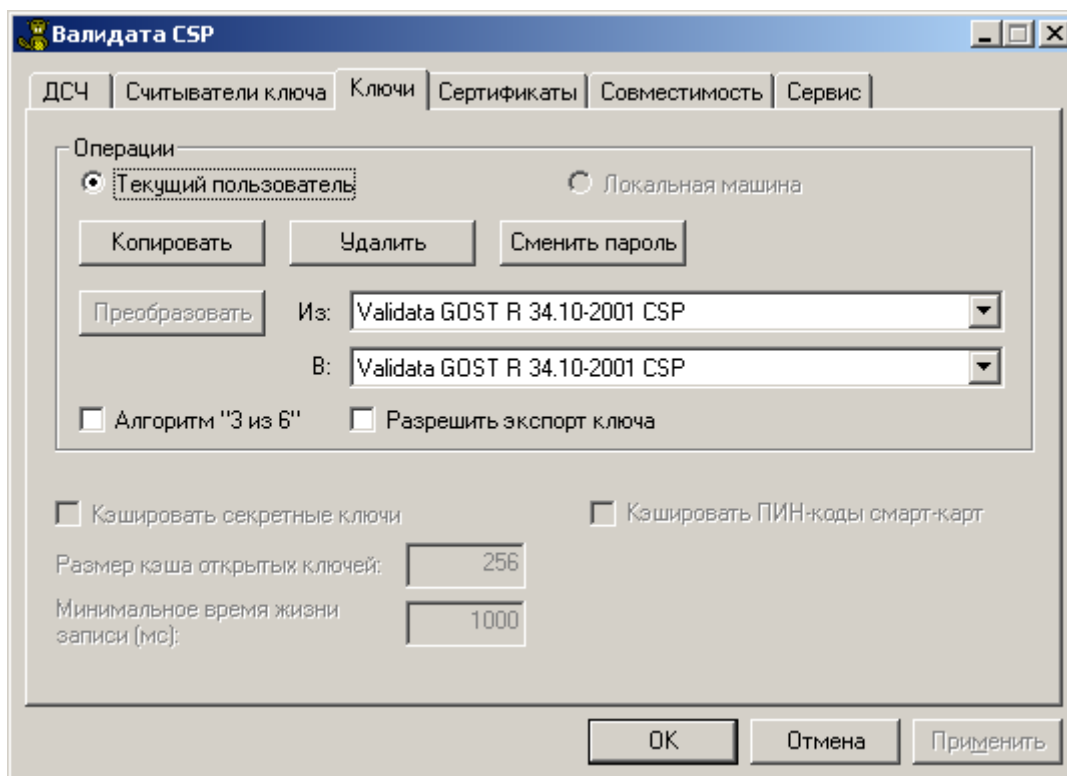 Валидата CSP
ДСЧ Считыватели ключа Ключи Сертификаты Совместимость Сервис
Операции
Текущий пользователь Локальная машина
Копировать Удалить Сменить пароль
Преобразовать Из: Validata GOST R 34.10-2001 CSP
В: Validata GOST R 34.10-2001 CSP
Алгоритм "3 из 6" Разрешить экспорт ключа
Кэшировать секретные ключи Кэшировать ПИН-коды смарт-карт
Размер кэша открытых ключей: 256
Минимальное время жизни
записи (мс): 1000
OK Отмена Применить